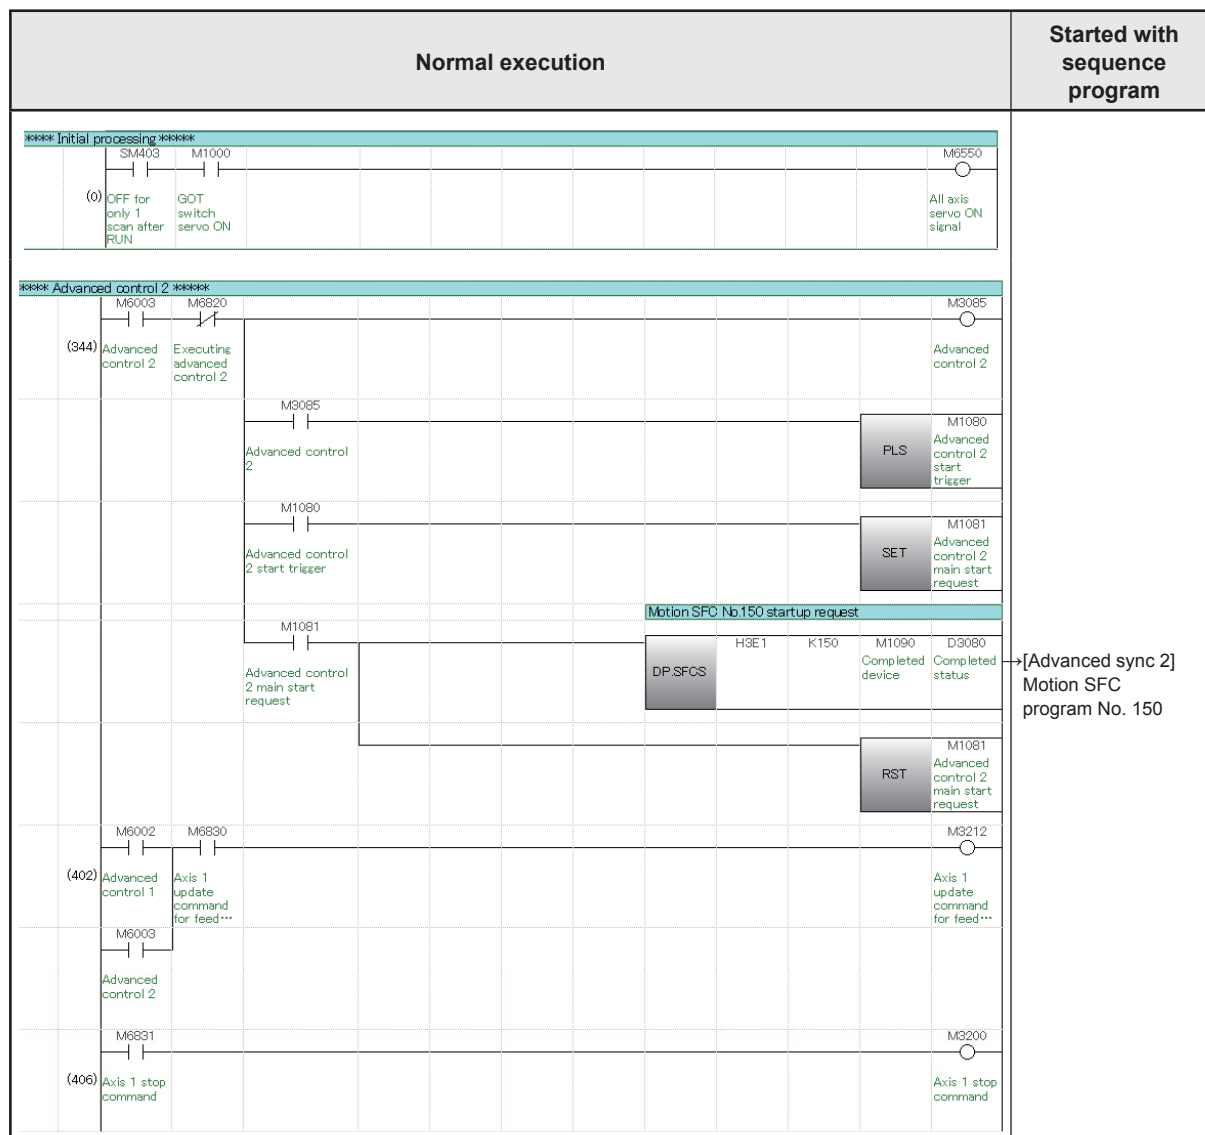 Normal execution
Started with
sequence
program
**** Initial processing *****
SM403 M1000 M6550
(0) OFF for only 1 scan after RUN
GOT switch servo ON
All axis servo ON signal
**** Advanced control 2 *****
M6003 M6820 M3085
(344) Advanced control 2
Executing advanced control 2
Advanced control 2
M3085
Advanced control 2
PLS
M1080
Advanced control 2 start trigger
M1080
Advanced control 2 start trigger
SET
M1081
Advanced control 2 main start request
Motion SFC No.150 startup request
M1081
Advanced control 2 main start request
DP.SFCS H3E1 K150 M1090 D3080
Completed device
Completed status
→[Advanced sync 2]
Motion SFC
program No. 150
RST
M1081
Advanced control 2 main start request
M6002 M6830 M3212
(402) Advanced control 1
Axis 1 update command for feed…
Axis 1 update command for feed…
M6003
Advanced control 2
M6831 M3200
(406) Axis 1 stop command
Axis 1 stop command